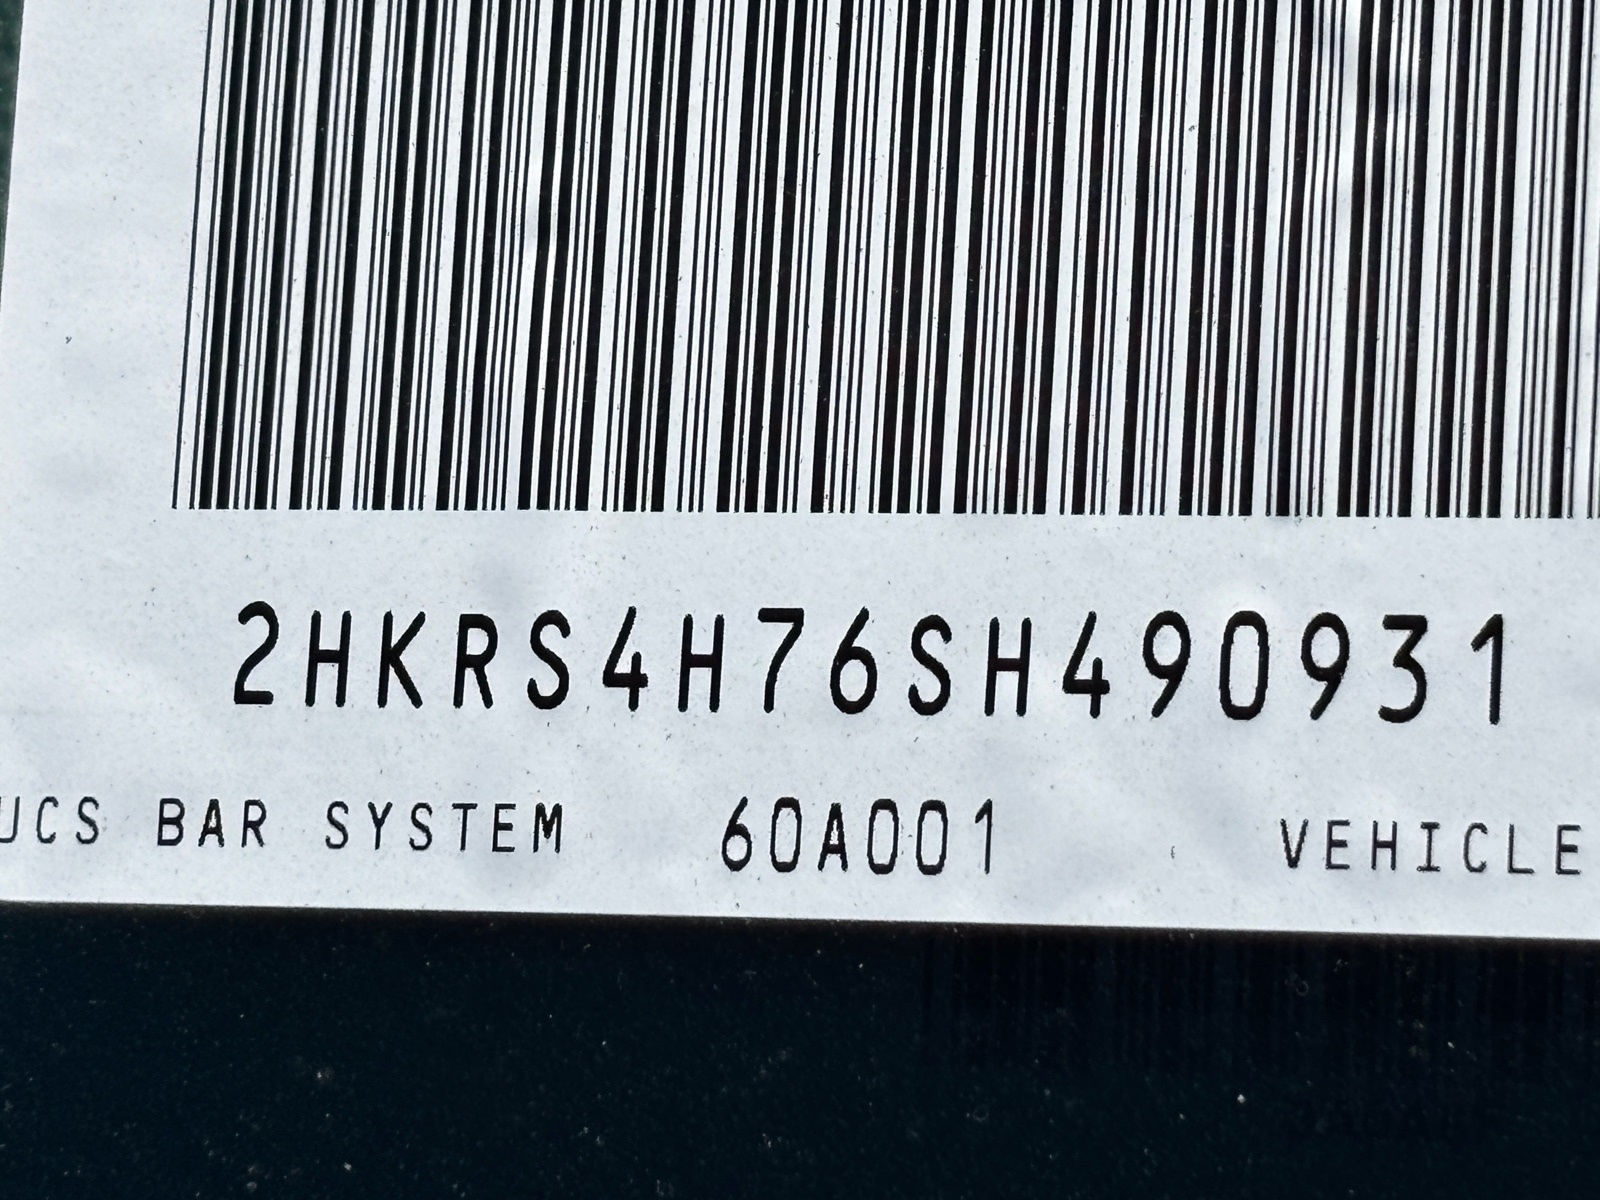 2HKRS4H76SH490931
UCS BAR SYSTEM 60A001 VEHICLE